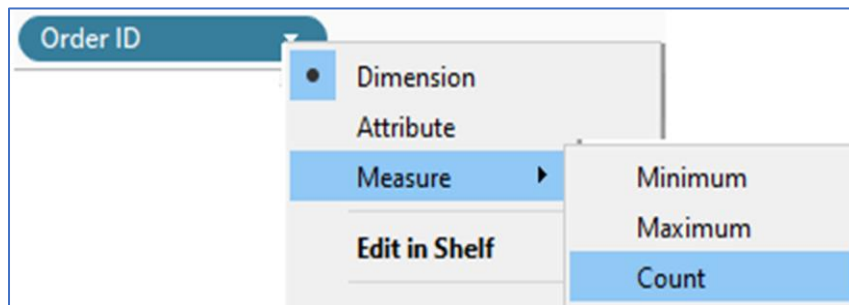 Order ID
Dimension
Attribute
Measure
Minimum
Maximum
Edit in Shelf
Count